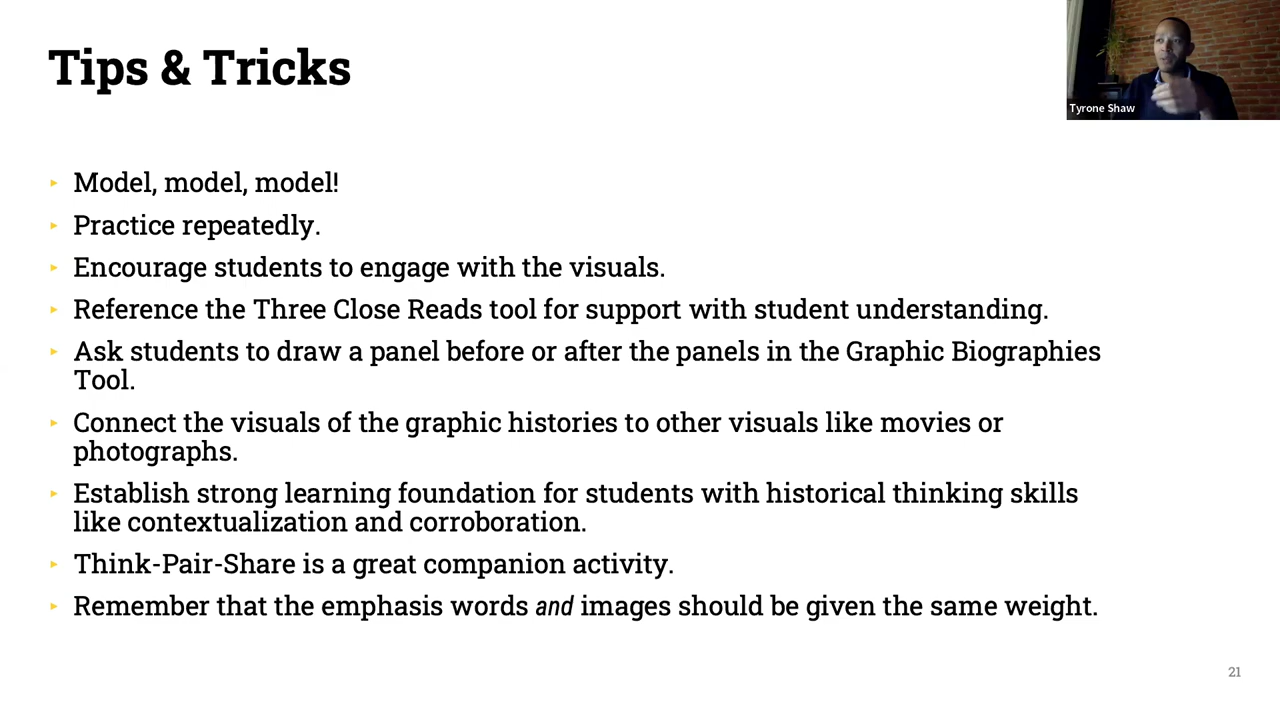 Tips & Tricks
Tyrone Shaw
Model, model, model!
Practice repeatedly.
Encourage students to engage with the visuals.
Reference the Three Close Reads tool for support with student understanding.
Ask students to draw a panel before or after the panels in the Graphic Biographies
Tool.
Connect the visuals of the graphic histories to other visuals like movies or
photographs.
Establish strong learning foundation for students with historical thinking skills
like contextualization and corroboration.
Think-Pair-Share is a great companion activity.
Remember that the emphasis words and images should be given the same weight.
21